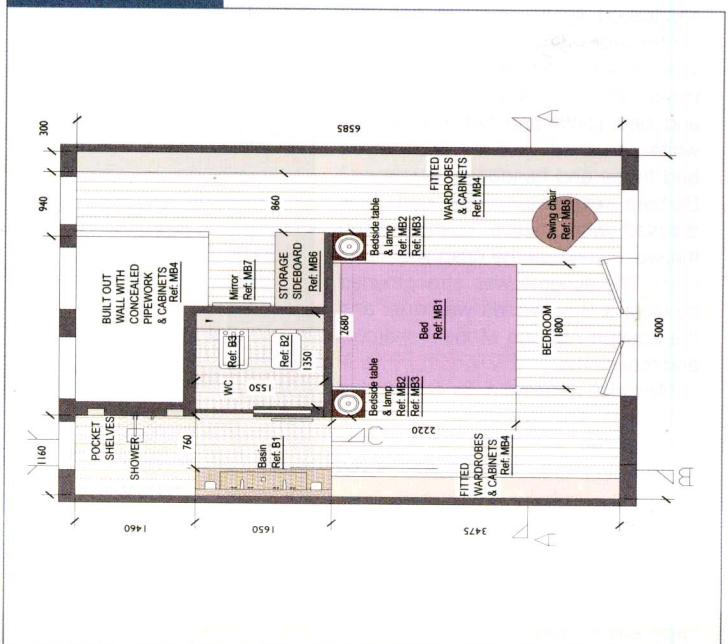 300
940
1160
6585
860
BUILT OUT
WALL WITH
CONCEALED
PIPEWORK
& CABINETS
Ref: MB4
POCKET
SHELVES
SHOWER
1460
Mirror
Ref: MB7
STORAGE
SIDEBOARD
Ref: MB6
WC
Ref: B3
Ref: B2
1550
1350
760
Basin
Ref: B1
1650
C
Bedside table
& lamp
Ref: MB2
Ref: MB3
2680
Bed
Ref: MB1
Bedside table
& lamp
Ref: MB2
Ref: MB3
2220
FITTED
WARDROBES
& CABINETS
Ref: MB4
Swing chair
Ref: MB5
BEDROOM
1800
FITTED
WARDROBES
& CABINETS
Ref: MB4
3475
5000
A
A
B